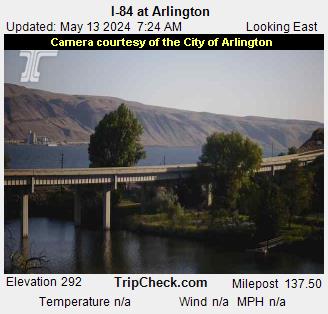 I-84 at Arlington
Updated: May 13 2024 7:24 AM Looking East
Camera courtesy of the City of Arlington
Elevation 292 TripCheck.com Milepost 137.50
Temperature n/a Wind n/a MPH n/a